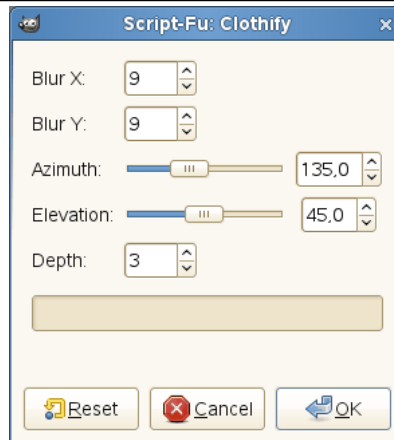 Script-Fu: Clothify
Blur X: 9
Blur Y: 9
Azimuth: 135,0
Elevation: 45,0
Depth: 3
Reset Cancel OK